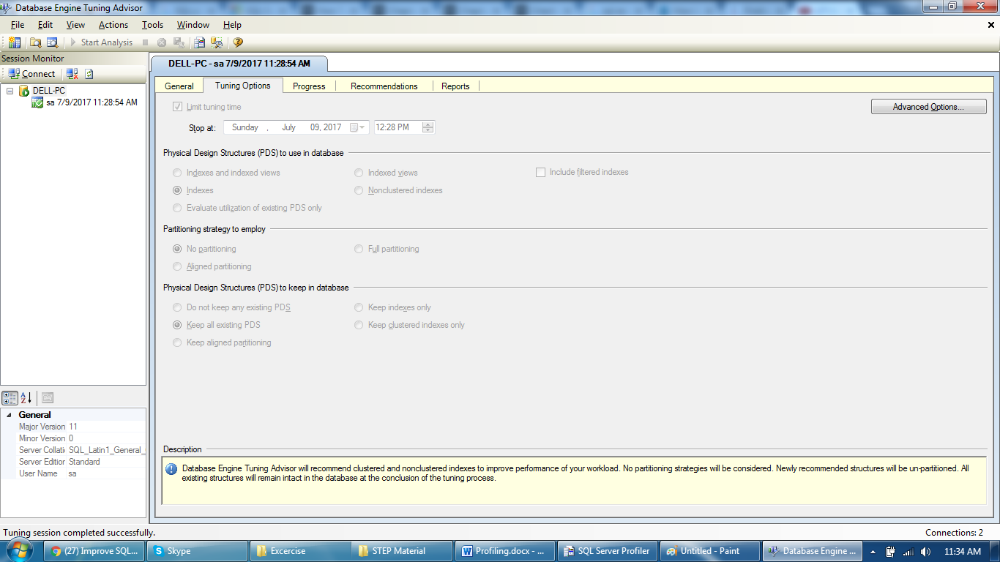 Database Engine Tuning Advisor
File Edit View Actions Tools Window Help
Start Analysis
Session Monitor
Connect
DELL-PC
sa 7/9/2017 11:28:54 AM
DELL-PC - sa 7/9/2017 11:28:54 AM
General Tuning Options Progress Recommendations Reports
Limit tuning time
Advanced Options...
Stop at: Sunday , July 09, 2017 12:28 PM
Physical Design Structures (PDS) to use in database
Indexes and indexed views Indexed views Include filtered indexes
Indexes Nonclustered indexes
Evaluate utilization of existing PDS only
Partitioning strategy to employ
No partitioning Full partitioning
Aligned partitioning
Physical Design Structures (PDS) to keep in database
Do not keep any existing PDS Keep indexes only
Keep all existing PDS Keep clustered indexes only
Keep aligned partitioning
General
Major Version 11
Minor Version 0
Server Collati SQL_Latin1_General_
Server Edition Standard
User Name sa
Description
Database Engine Tuning Advisor will recommend clustered and nonclustered indexes to improve performance of your workload. No partitioning strategies will be considered. Newly recommended structures will be un-partitioned. All
existing structures will remain intact in the database at the conclusion of the tuning process.
Tuning session completed successfully. Connections: 2
(27) Improve SQL... Skype Excercise STEP Material Profiling.docx - ... SQL Server Profiler Untitled - Paint Database Engine ... 11:34 AM